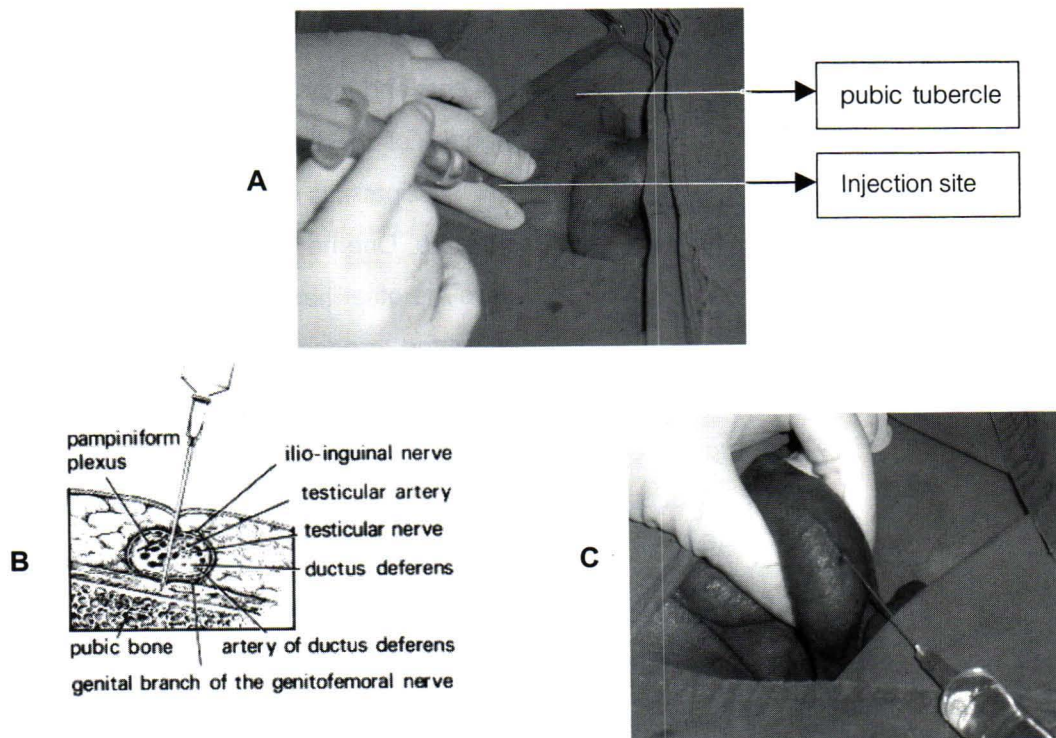 pubic tubercle
A
Injection site
pampiniform
plexus
ilio-inguinal nerve
testicular artery
testicular nerve
B
ductus deferens
C
pubic bone
artery of ductus deferens
genital branch of the genitofemoral nerve